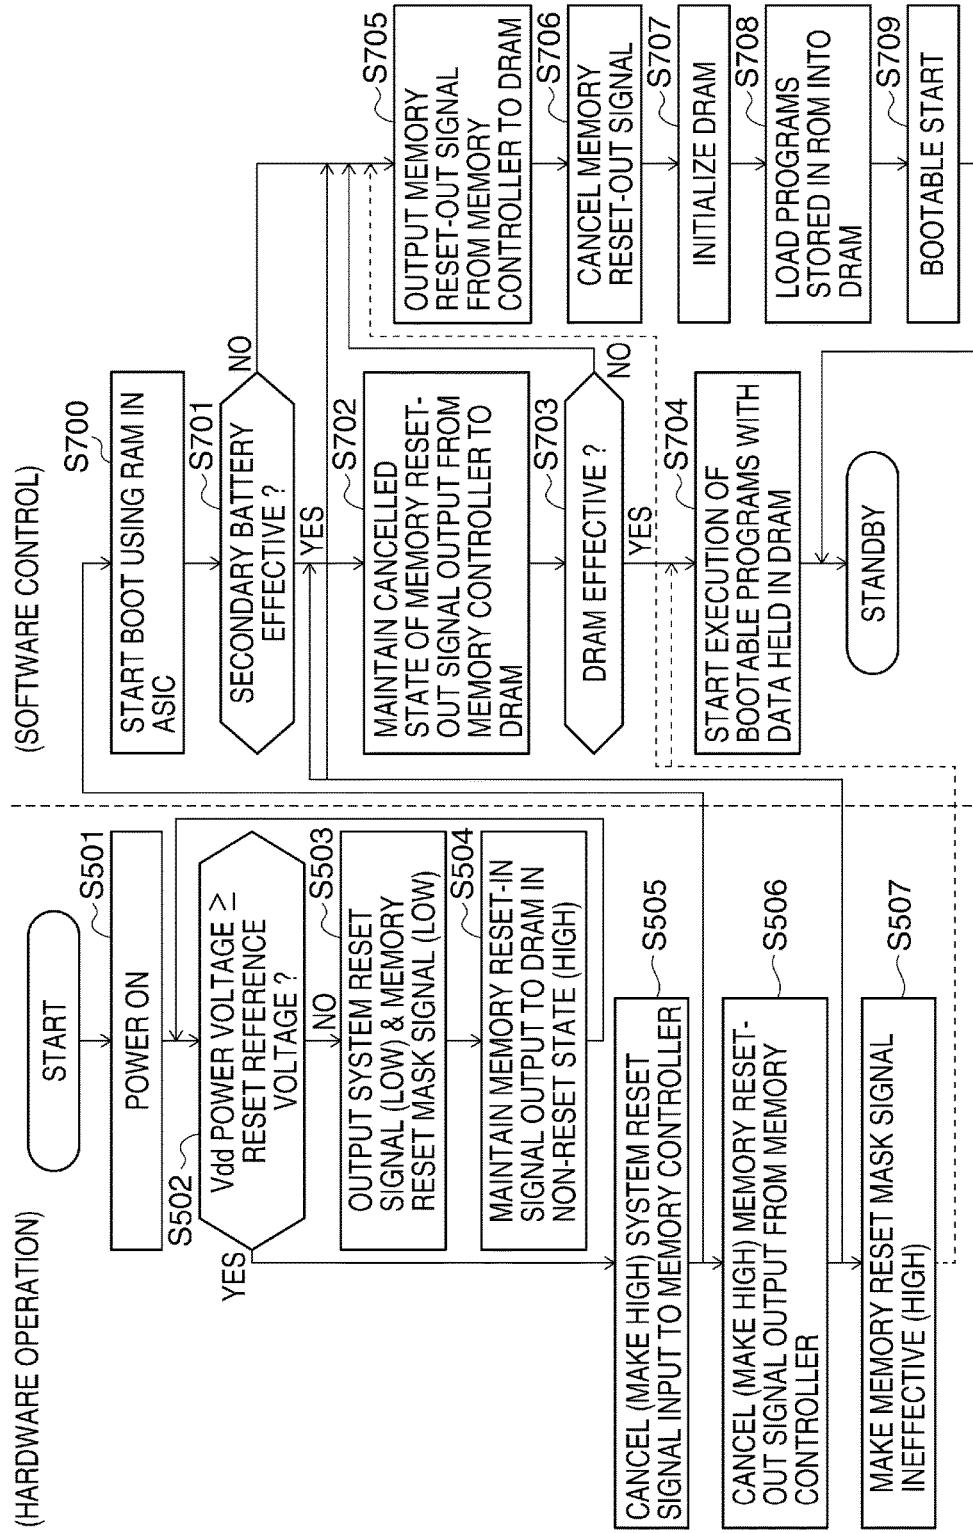 (HARDWARE OPERATION)
START
S501
POWER ON
S502
Vdd POWER VOLTAGE ≥
RESET REFERENCE
VOLTAGE ?
YES
NO
S503
OUTPUT SYSTEM RESET
SIGNAL (LOW) & MEMORY
RESET MASK SIGNAL (LOW)
S504
MAINTAIN MEMORY RESET-IN
SIGNAL OUTPUT TO DRAM IN
NON-RESET STATE (HIGH)
S505
CANCEL (MAKE HIGH) SYSTEM RESET
SIGNAL INPUT TO MEMORY CONTROLLER
S506
CANCEL (MAKE HIGH) MEMORY RESET-
OUT SIGNAL OUTPUT FROM MEMORY
CONTROLLER
S507
MAKE MEMORY RESET MASK SIGNAL
INEFFECTIVE (HIGH)
(SOFTWARE CONTROL)
S700
START BOOT USING RAM IN
ASIC
S701
SECONDARY BATTERY
EFFECTIVE ?
NO
YES
S702
MAINTAIN CANCELLED
STATE OF MEMORY RESET-
OUT SIGNAL OUTPUT FROM
MEMORY CONTROLLER TO
DRAM
S703
DRAM EFFECTIVE ?
NO
YES
S704
START EXECUTION OF
BOOTABLE PROGRAMS WITH
DATA HELD IN DRAM
STANDBY
S705
OUTPUT MEMORY
RESET-OUT SIGNAL
FROM MEMORY
CONTROLLER TO DRAM
S706
CANCEL MEMORY
RESET-OUT SIGNAL
S707
INITIALIZE DRAM
S708
LOAD PROGRAMS
STORED IN ROM INTO
DRAM
S709
BOOTABLE START